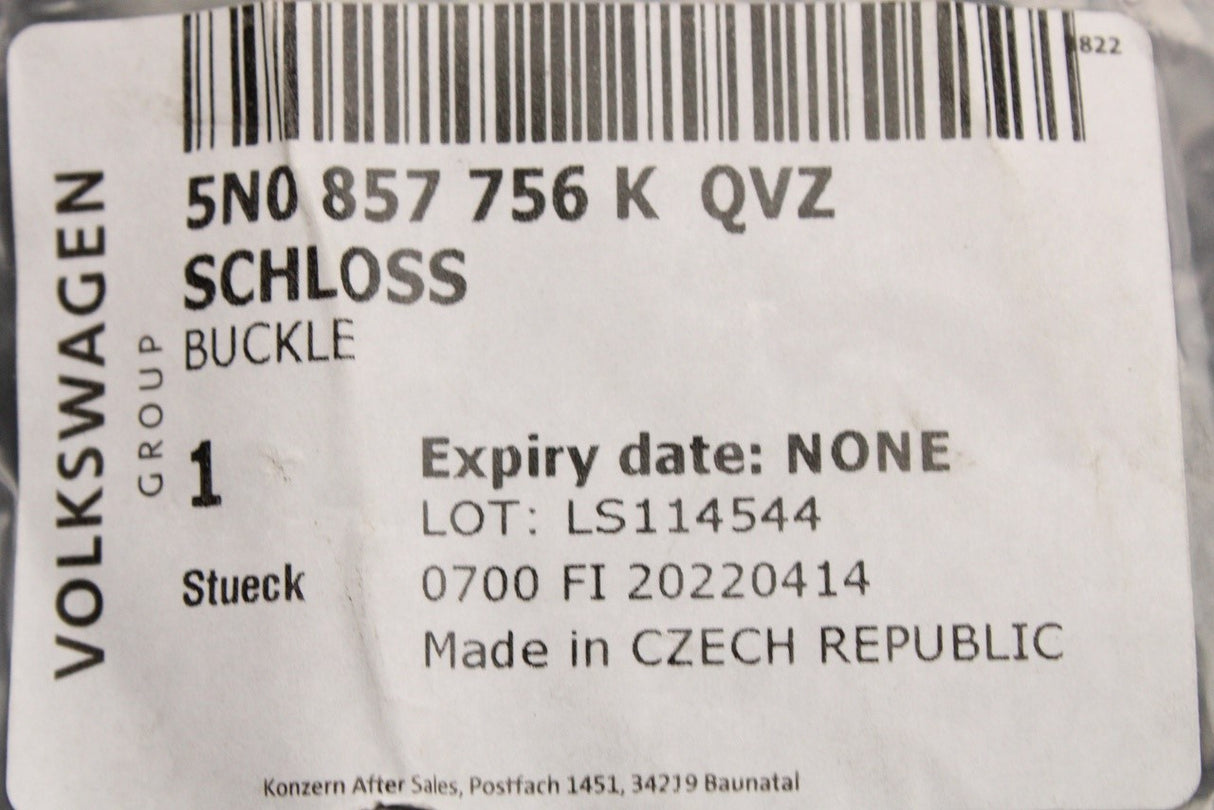 822
5N0 857 756 K QVZ
SCHLOSS
BUCKLE
VOLKSWAGEN
GROUP
1
Stueck
Expiry date: NONE
LOT: LS114544
0700 FI 20220414
Made in CZECH REPUBLIC
Konzern After Sales, Postfach 1451, 34219 Baunatal